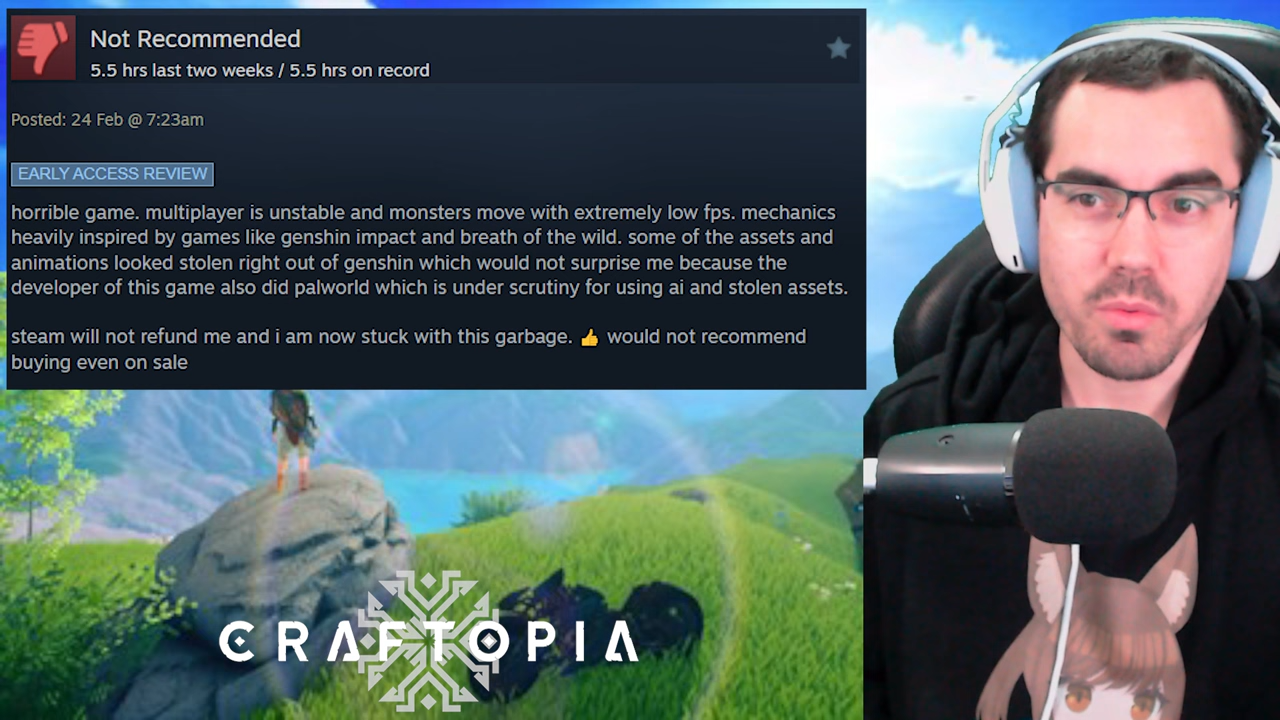 Not Recommended
5.5 hrs last two weeks / 5.5 hrs on record
Posted: 24 Feb @ 7:23am
EARLY ACCESS REVIEW
horrible game. multiplayer is unstable and monsters move with extremely low fps. mechanics
heavily inspired by games like genshin impact and breath of the wild. some of the assets and
animations looked stolen right out of genshin which would not surprise me because the
developer of this game also did palworld which is under scrutiny for using ai and stolen assets.
steam will not refund me and i am now stuck with this garbage. 👍 would not recommend
buying even on sale
CRAFTOPIA